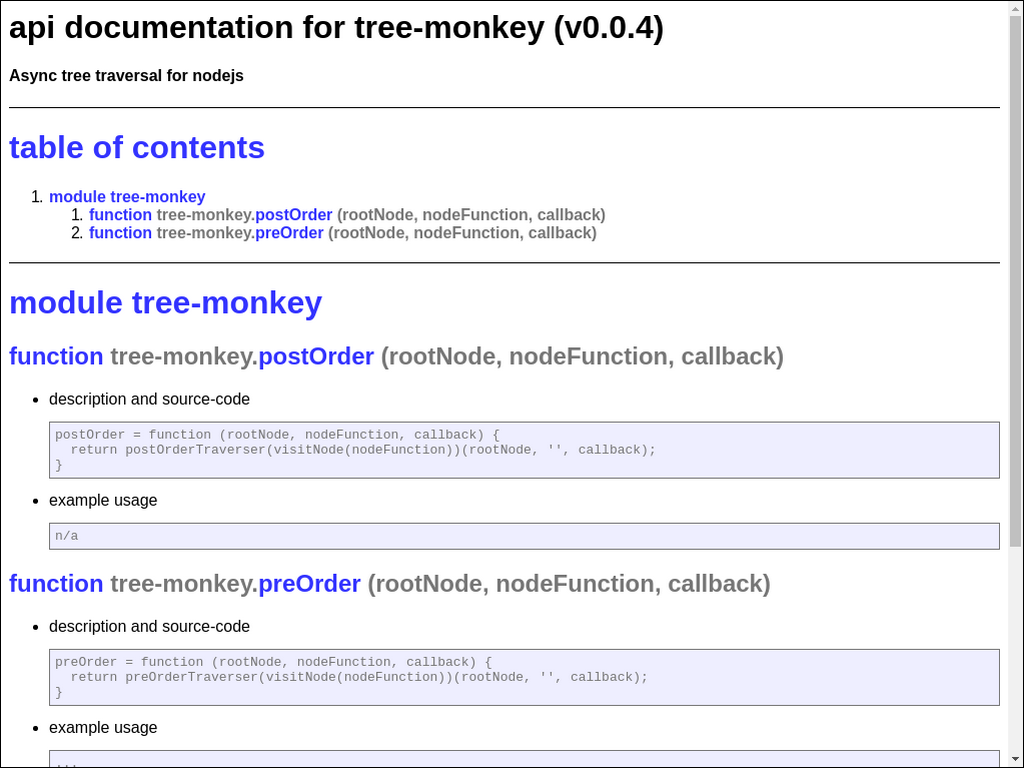 api documentation for tree-monkey (v0.0.4)
Async tree traversal for nodejs
table of contents
1. module tree-monkey
1. function tree-monkey.postOrder (rootNode, nodeFunction, callback)
2. function tree-monkey.preOrder (rootNode, nodeFunction, callback)
module tree-monkey
function tree-monkey.postOrder (rootNode, nodeFunction, callback)
• description and source-code
postOrder = function (rootNode, nodeFunction, callback) {
  return postOrderTraverser(visitNode(nodeFunction))(rootNode, '', callback);
}
• example usage
n/a
function tree-monkey.preOrder (rootNode, nodeFunction, callback)
• description and source-code
preOrder = function (rootNode, nodeFunction, callback) {
  return preOrderTraverser(visitNode(nodeFunction))(rootNode, '', callback);
}
• example usage
...